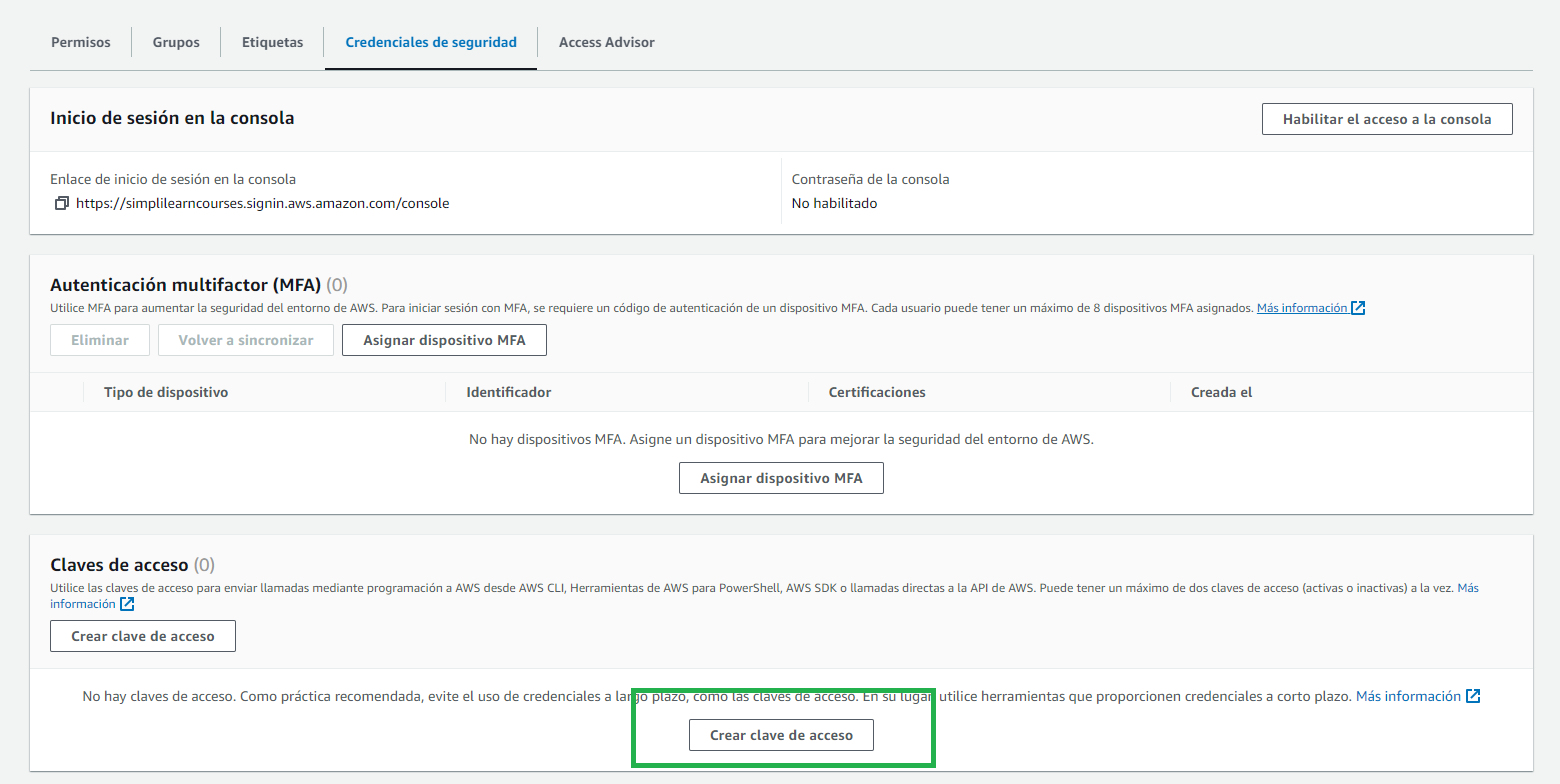 Permisos
Grupos
Etiquetas
Credenciales de seguridad
Access Advisor
Inicio de sesión en la consola
Habilitar el acceso a la consola
Enlace de inicio de sesión en la consola
https://simplilearncourses.signin.aws.amazon.com/console
Contraseña de la consola
No habilitado
Autenticación multifactor (MFA) (0)
Utilice MFA para aumentar la seguridad del entorno de AWS. Para iniciar sesión con MFA, se requiere un código de autenticación de un dispositivo MFA. Cada usuario puede tener un máximo de 8 dispositivos MFA asignados. Más información
Eliminar
Volver a sincronizar
Asignar dispositivo MFA
Tipo de dispositivo
Identificador
Certificaciones
Creada el
No hay dispositivos MFA. Asigne un dispositivo MFA para mejorar la seguridad del entorno de AWS.
Asignar dispositivo MFA
Claves de acceso (0)
Utilice las claves de acceso para enviar llamadas mediante programación a AWS desde AWS CLI, Herramientas de AWS para PowerShell, AWS SDK o llamadas directas a la API de AWS. Puede tener un máximo de dos claves de acceso (activas o inactivas) a la vez. Más
información
Crear clave de acceso
No hay claves de acceso. Como práctica recomendada, evite el uso de credenciales a largo plazo, como las claves de acceso. En su lugar, utilice herramientas que proporcionen credenciales a corto plazo. Más información
Crear clave de acceso